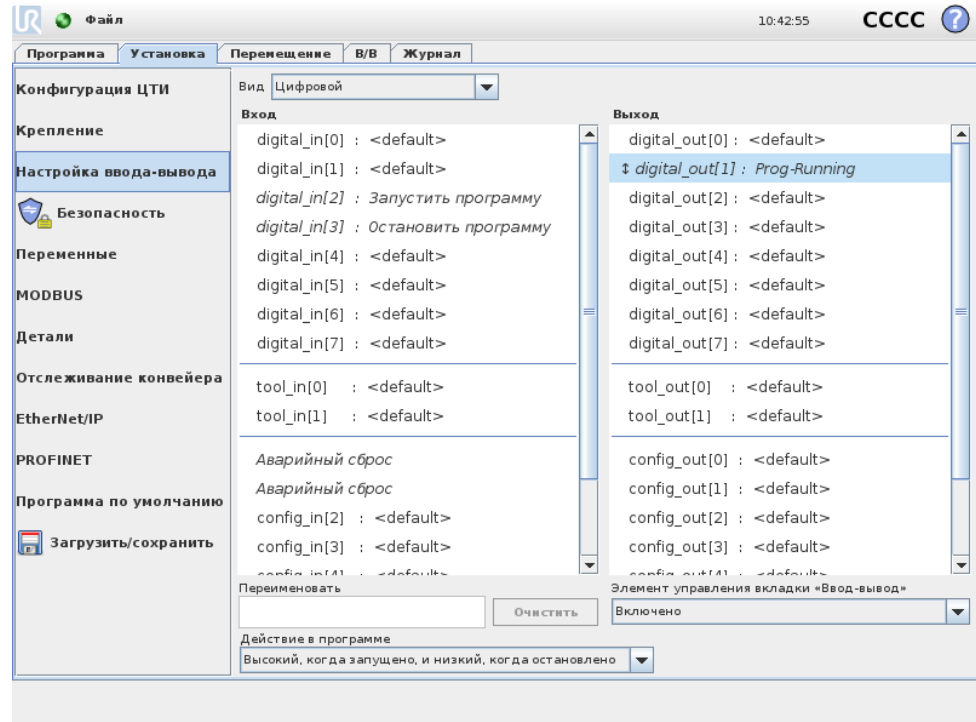 UR Файл 10:42:55 CCCC ?
Программа Установка Перемещение В/В Журнал
Конфигурация ЦТИ
Крепление
Настройка ввода-вывода
Безопасность
Переменные
MODBUS
Детали
Отслеживание конвейера
EtherNet/IP
PROFINET
Программа по умолчанию
Загрузить/сохранить
Вид Цифровой
Вход
digital_in[0] : <default>
digital_in[1] : <default>
digital_in[2] : Запустить программу
digital_in[3] : Остановить программу
digital_in[4] : <default>
digital_in[5] : <default>
digital_in[6] : <default>
digital_in[7] : <default>
tool_in[0] : <default>
tool_in[1] : <default>
Аварийный сброс
Аварийный сброс
config_in[2] : <default>
config_in[3] : <default>
config_in[4] : <default>
Выход
digital_out[0] : <default>
↕ digital_out[1] : Prog-Running
digital_out[2] : <default>
digital_out[3] : <default>
digital_out[4] : <default>
digital_out[5] : <default>
digital_out[6] : <default>
digital_out[7] : <default>
tool_out[0] : <default>
tool_out[1] : <default>
config_out[0] : <default>
config_out[1] : <default>
config_out[2] : <default>
config_out[3] : <default>
config_out[4] : <default>
Переименовать
Очистить
Элемент управления вкладки «Ввод-вывод»
Включено
Действие в программе
Высокий, когда запущено, и низкий, когда остановлено